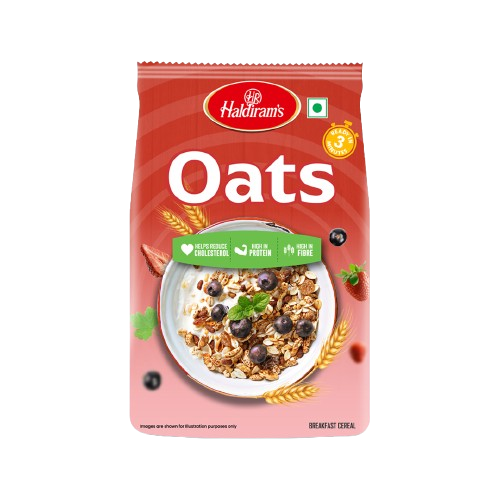 HR
Haldiram's
READY IN
3
MINUTES
Oats
HELPS REDUCE
CHOLESTEROL
HIGH IN
PROTEIN
HIGH IN
FIBRE
Images are shown for illustration purposes only
BREAKFAST CEREAL